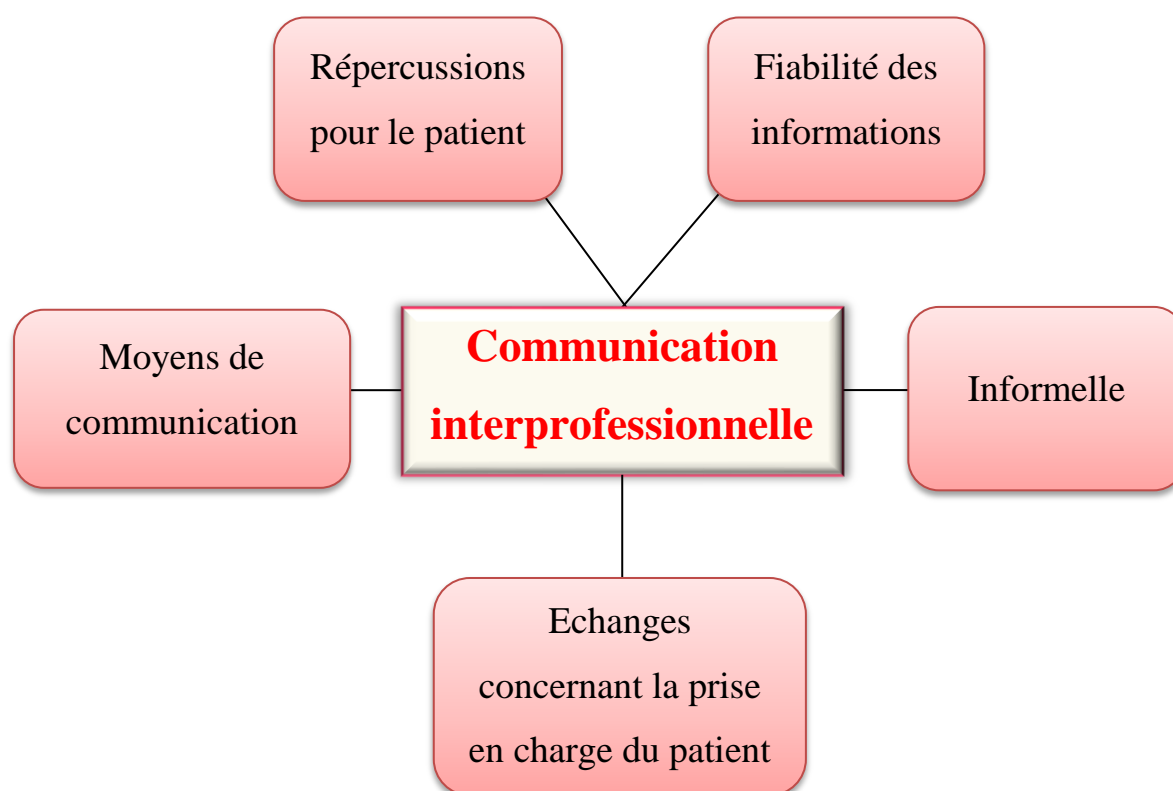 Répercussions
pour le patient
Fiabilité des
informations
Moyens de
communication
Communication
interprofessionnelle
Informelle
Echanges
concernant la prise
en charge du patient